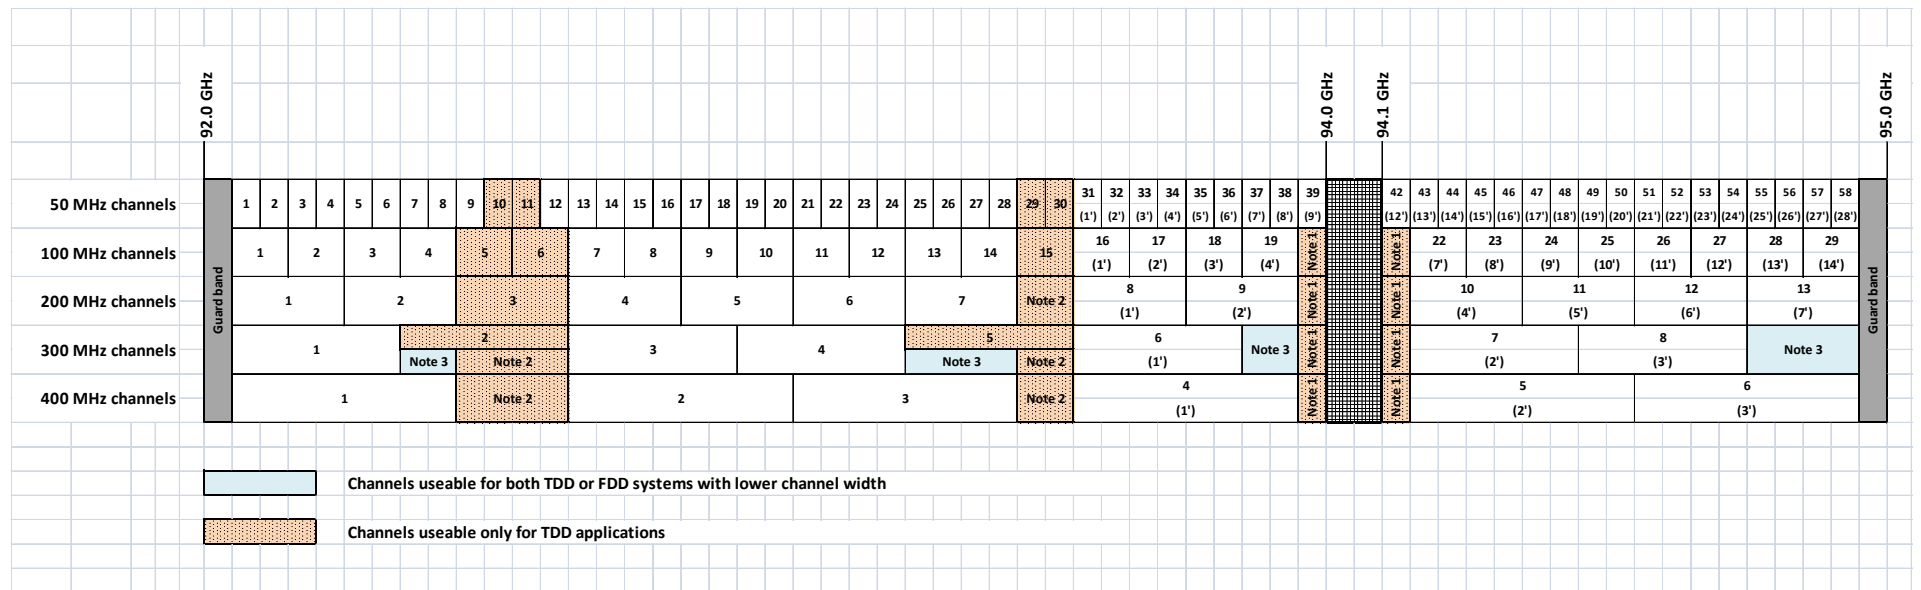 92.0 GHz
94.0 GHz
94.1 GHz
95.0 GHz
Guard band
Guard band
50 MHz channels 1 2 3 4 5 6 7 8 9 10 11 12 13 14 15 16 17 18 19 20 21 22 23 24 25 26 27 28 29 30 31 32 33 34 35 36 37 38 39 42 43 44 45 46 47 48 49 50 51 52 53 54 55 56 57 58
(1') (2') (3') (4') (5') (6') (7') (8') (9') (12') (13') (14') (15') (16') (17') (18') (19') (20') (21') (22') (23') (24') (25') (26') (27') (28')
100 MHz channels 1 2 3 4 5 6 7 8 9 10 11 12 13 14 15 16 17 18 19 Note 1 Note 1 22 23 24 25 26 27 28 29
(1') (2') (3') (4') (7') (8') (9') (10') (11') (12') (13') (14')
200 MHz channels 1 2 3 4 5 6 7 Note 2 8 9 Note 1 Note 1 10 11 12 13
(1') (2') (4') (5') (6') (7')
300 MHz channels 1 2 3 4 5 6 Note 3 Note 1 Note 1 7 8 Note 3
Note 3 Note 2 Note 3 Note 2 (1') (2') (3')
400 MHz channels 1 Note 2 2 3 Note 2 4 Note 1 Note 1 5 6
(1') (2') (3')
Channels useable for both TDD or FDD systems with lower channel width
Channels useable only for TDD applications